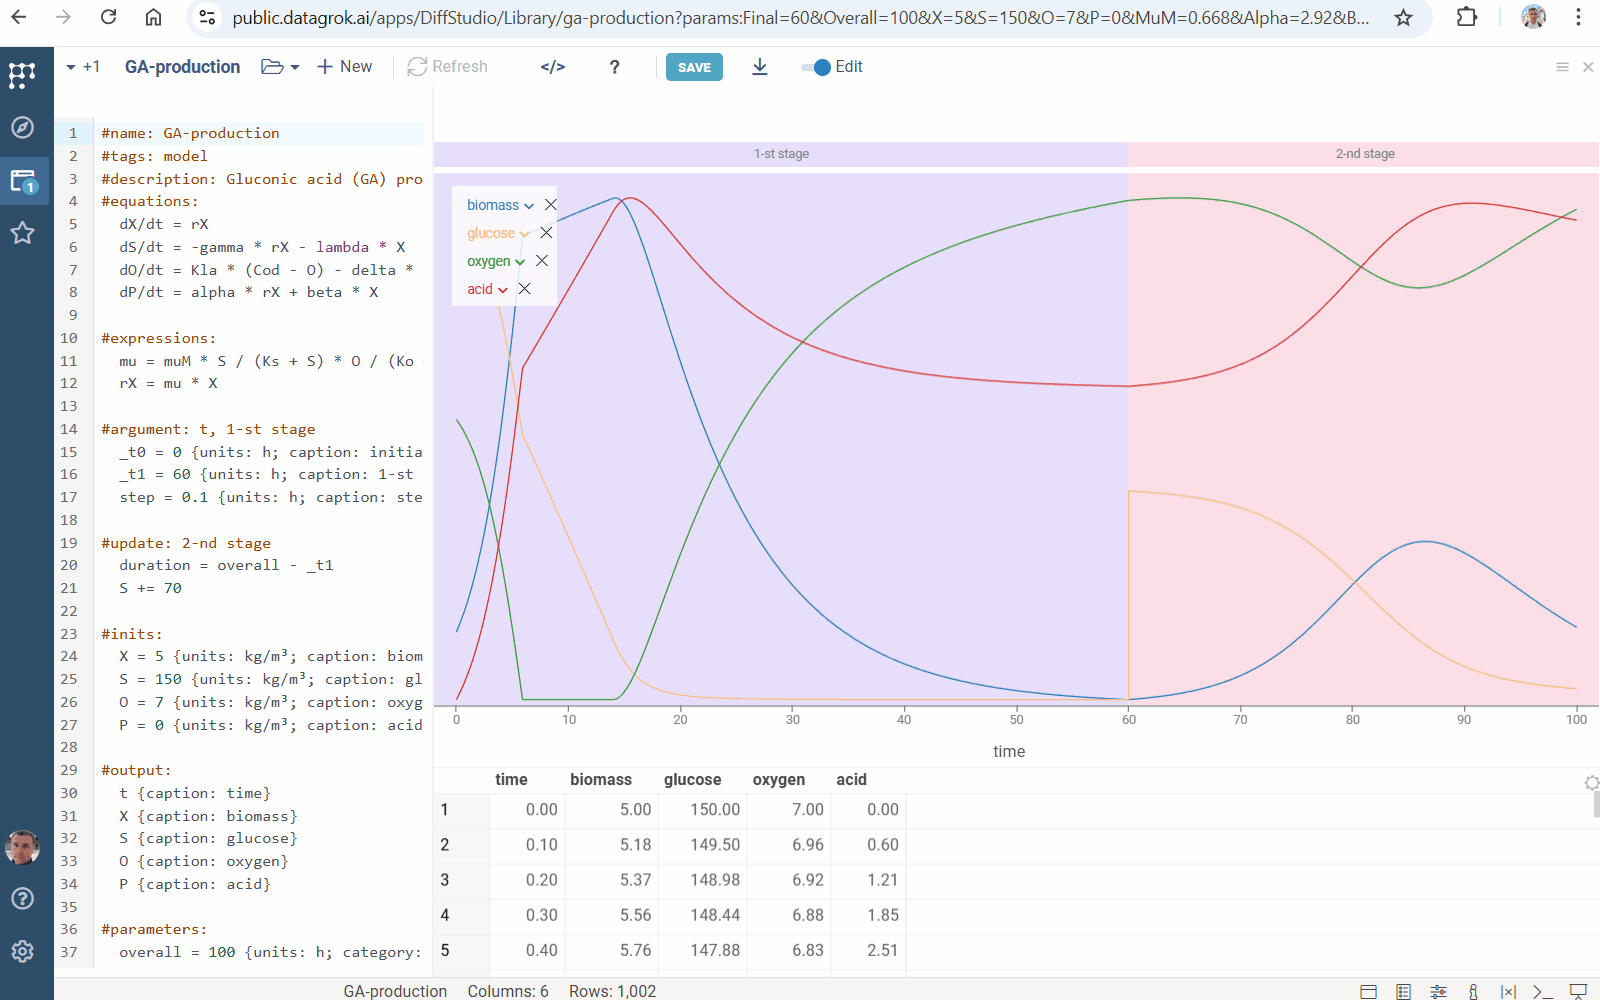 public.datagrok.ai/apps/DiffStudio/Library/ga-production?params:Final=60&Overall=100&X=5&S=150&O=7&P=0&MuM=0.668&Alpha=2.92&B...
+1 GA-production New Refresh </> ? SAVE Edit
1 #name: GA-production
2 #tags: model
3 #description: Gluconic acid (GA) pro
4 #equations:
5 dX/dt = rX
6 dS/dt = -gamma * rX - lambda * X
7 dO/dt = Kla * (Cod - O) - delta *
8 dP/dt = alpha * rX + beta * X
9
10 #expressions:
11 mu = muM * S / (Ks + S) * O / (Ko
12 rX = mu * X
13
14 #argument: t, 1-st stage
15 _t0 = 0 {units: h; caption: initia
16 _t1 = 60 {units: h; caption: 1-st
17 step = 0.1 {units: h; caption: ste
18
19 #update: 2-nd stage
20 duration = overall - _t1
21 S += 70
22
23 #inits:
24 X = 5 {units: kg/m³; caption: biom
25 S = 150 {units: kg/m³; caption: gl
26 O = 7 {units: kg/m³; caption: oxyg
27 P = 0 {units: kg/m³; caption: acid
28
29 #output:
30 t {caption: time}
31 X {caption: biomass}
32 S {caption: glucose}
33 O {caption: oxygen}
34 P {caption: acid}
35
36 #parameters:
37 overall = 100 {units: h; category:
1-st stage 2-nd stage
biomass
glucose
oxygen
acid
0 10 20 30 40 50 60 70 80 90 100
time
time biomass glucose oxygen acid
1 0.00 5.00 150.00 7.00 0.00
2 0.10 5.18 149.50 6.96 0.60
3 0.20 5.37 148.98 6.92 1.21
4 0.30 5.56 148.44 6.88 1.85
5 0.40 5.76 147.88 6.83 2.51
1
GA-production Columns: 6 Rows: 1,002